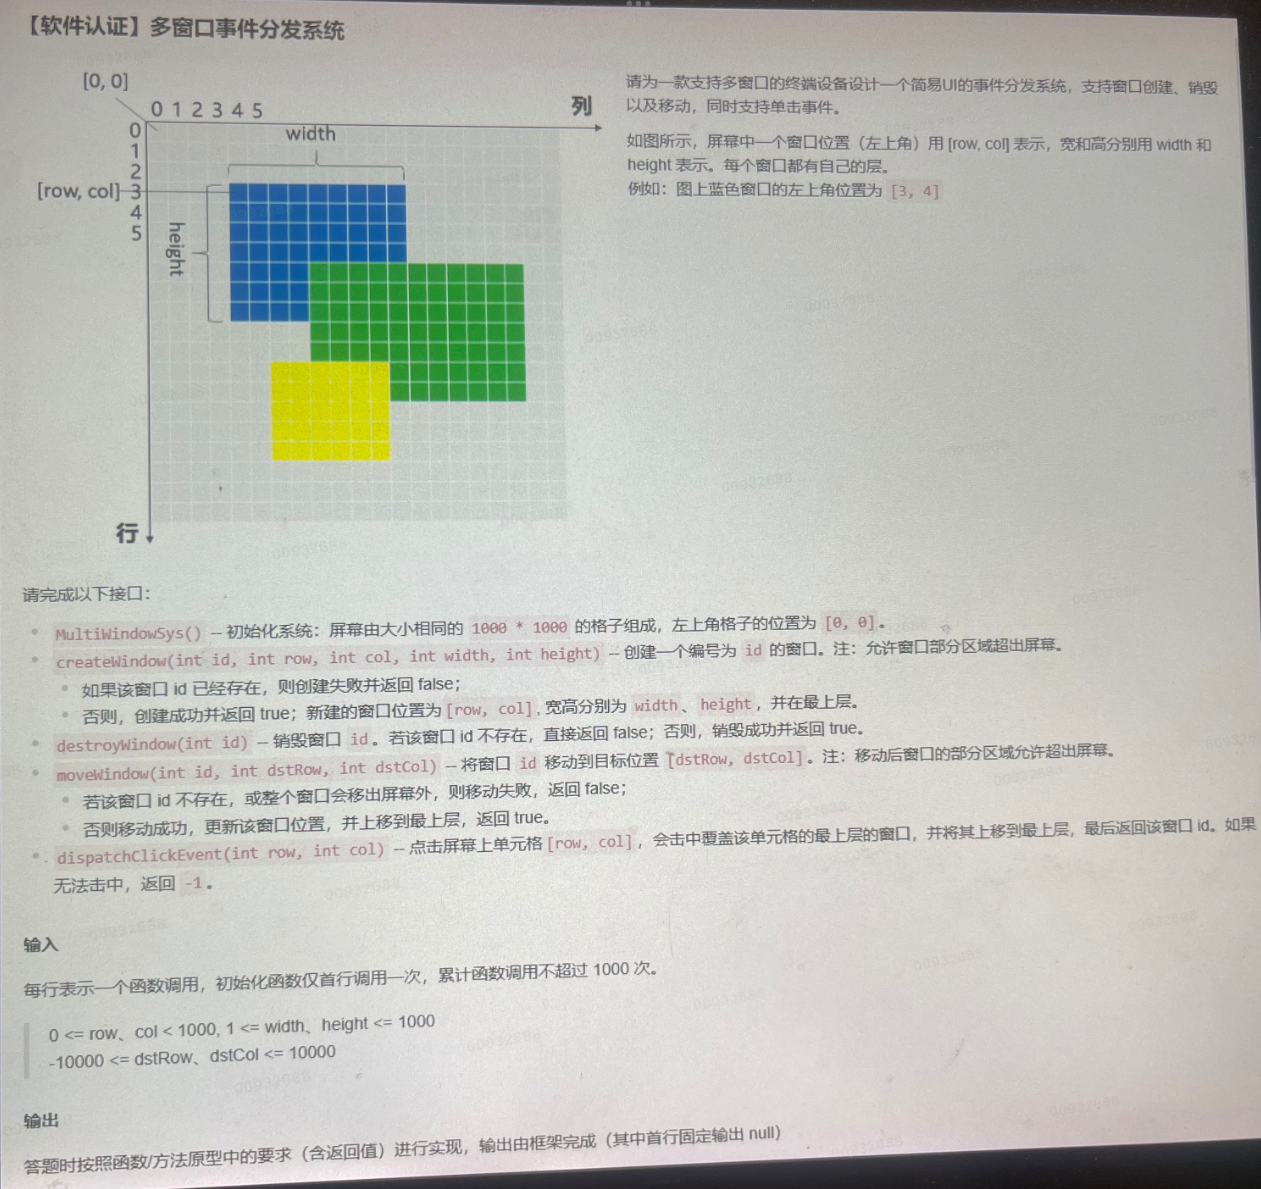 【软件认证】多窗口事件分发系统
[0, 0]
0 1 2 3 4 5
列
width
0
1
2
[row, col] 3
4
5
height
行
请为一款支持多窗口的终端设备设计一个简易UI的事件分发系统，支持窗口创建、销毁
以及移动，同时支持单击事件。
如图所示，屏幕中一个窗口位置（左上角）用 [row, col] 表示，宽和高分别用 width 和
height 表示。每个窗口都有自己的层。
例如：图上蓝色窗口的左上角位置为 [3, 4]
请完成以下接口：
MultiWindowSys() -- 初始化系统：屏幕由大小相同的 1000 * 1000 的格子组成，左上角格子的位置为 [0, 0]。
createWindow(int id, int row, int col, int width, int height) -- 创建一个编号为 id 的窗口。注：允许窗口部分区域超出屏幕。
如果该窗口 id 已经存在，则创建失败并返回 false；
否则，创建成功并返回 true；新建的窗口位置为 [row, col], 宽高分别为 width、height，并在最上层。
destroyWindow(int id) -- 销毁窗口 id。若该窗口 id 不存在，直接返回 false；否则，销毁成功并返回 true。
moveWindow(int id, int dstRow, int dstCol) -- 将窗口 id 移动到目标位置 [dstRow, dstCol]。注：移动后窗口的部分区域允许超出屏幕。
若该窗口 id 不存在，或整个窗口会移出屏幕外，则移动失败，返回 false；
否则移动成功，更新该窗口位置，并上移到最上层，返回 true。
dispatchClickEvent(int row, int col) -- 点击屏幕上单元格 [row, col]，会击中覆盖该单元格的最上层的窗口，并将其上移到最上层，最后返回该窗口 id。如果
无法击中，返回 -1。
输入
每行表示一个函数调用，初始化函数仅首行调用一次，累计函数调用不超过 1000 次。
0 <= row、col < 1000, 1 <= width、height <= 1000
-10000 <= dstRow、dstCol <= 10000
输出
答题时按照函数/方法原型中的要求（含返回值）进行实现，输出由框架完成（其中首行固定输出 null）